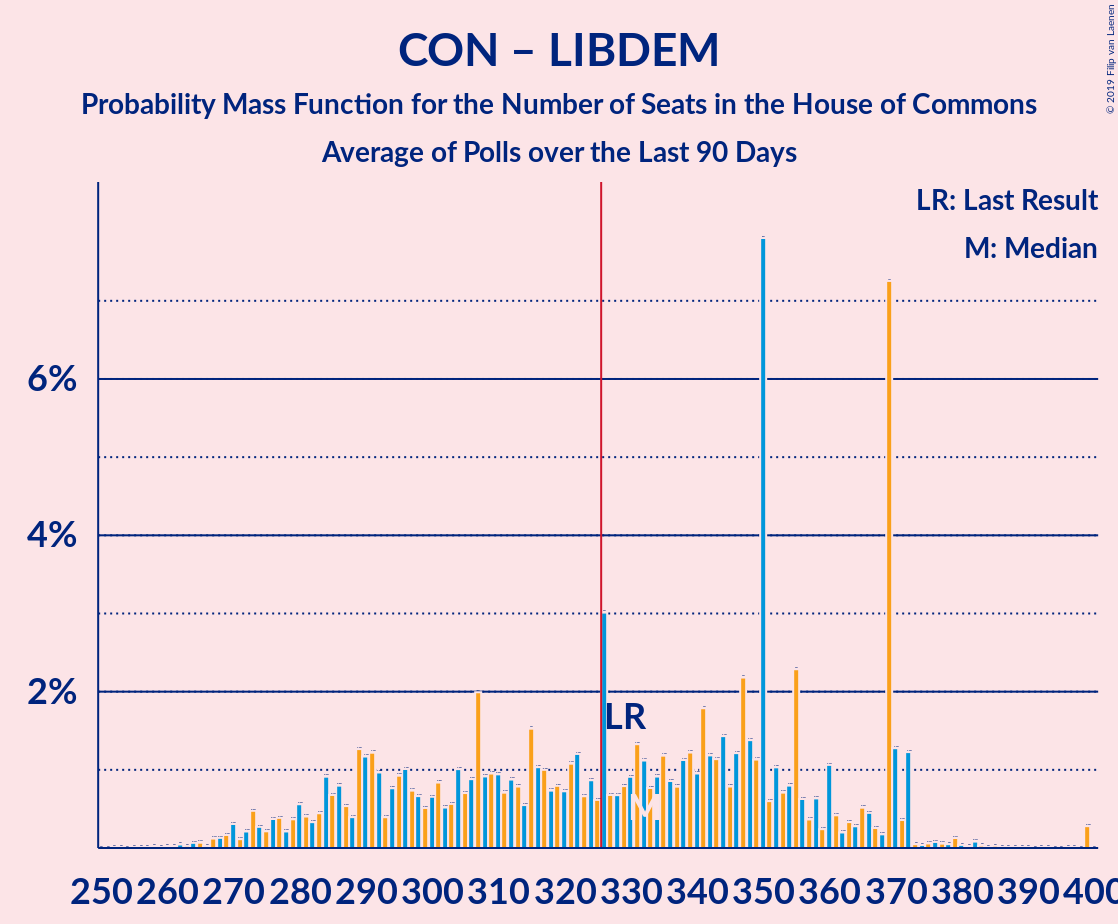 CON – LIBDEM
Probability Mass Function for the Number of Seats in the House of Commons
Average of Polls over the Last 90 Days
© 2019 Filip van Laenen
LR: Last Result
M: Median
6%
4%
2%
LR
M
250 260 270 280 290 300 310 320 330 340 350 360 370 380 390 400